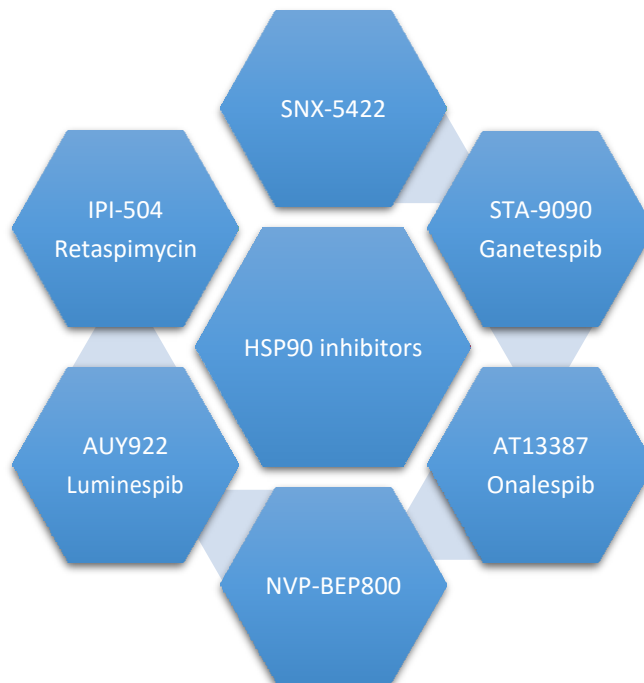 SNX-5422
IPI-504
Retaspimycin
STA-9090
Ganetespib
HSP90 inhibitors
AUY922
Luminespib
AT13387
Onalespib
NVP-BEP800